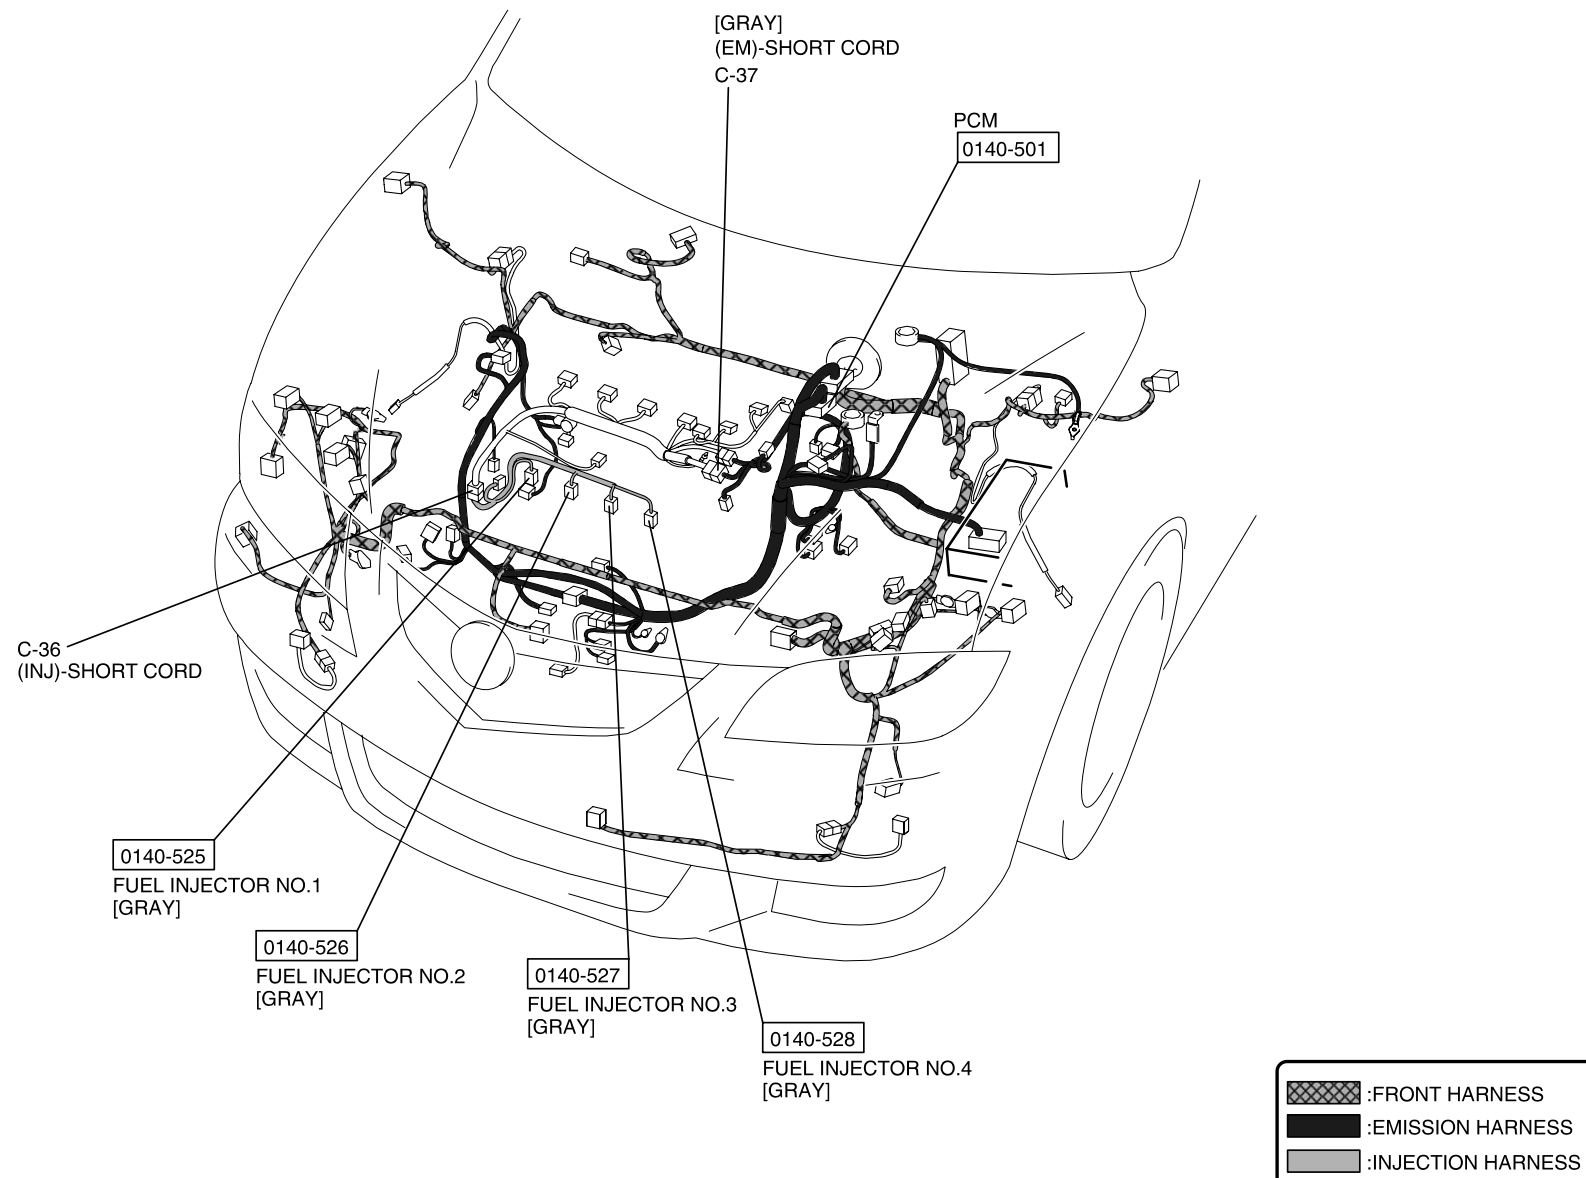 [GRAY]
(EM)-SHORT CORD
C-37
PCM
0140-501
C-36
(INJ)-SHORT CORD
0140-525
FUEL INJECTOR NO.1
[GRAY]
0140-526
FUEL INJECTOR NO.2
[GRAY]
0140-527
FUEL INJECTOR NO.3
[GRAY]
0140-528
FUEL INJECTOR NO.4
[GRAY]
:FRONT HARNESS
:EMISSION HARNESS
:INJECTION HARNESS